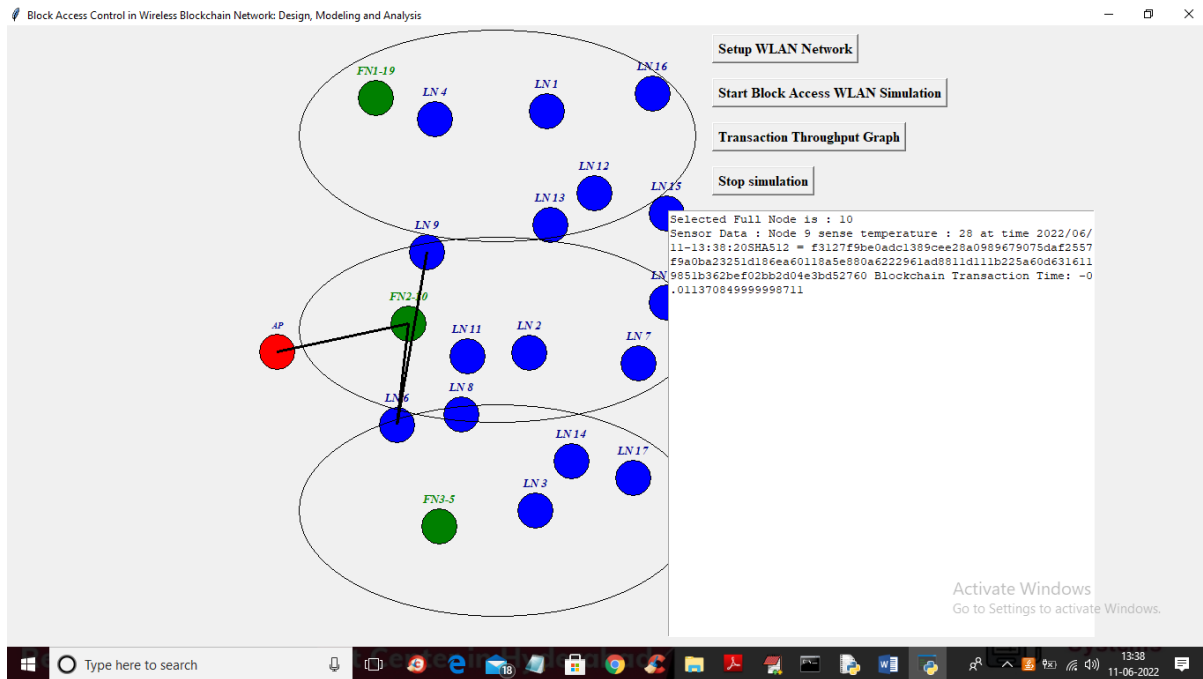 Block Access Control in Wireless Blockchain Network: Design, Modeling and Analysis
Setup WLAN Network
Start Block Access WLAN Simulation
Transaction Throughput Graph
Stop simulation
FN1-19
LN 4
LN 1
LN 16
LN 12
LN 15
LN 13
LN 9
LN
FN2-10
AP
LN 11
LN 2
LN 7
LN 8
LN 6
LN 14
LN 17
LN 3
FN3-5
Selected Full Node is : 10
Sensor Data : Node 9 sense temperature : 28 at time 2022/06/
11-13:38:20SHA512 = f3127f9be0adc1389cee28a0989679075daf2557
f9a0ba23251d186ea60118a5e880a6222961ad8811d111b225a60d631611
9851b362bef02bb2d04e3bd52760 Blockchain Transaction Time: -0
.011370849999998711
Activate Windows
Go to Settings to activate Windows.
Type here to search
18
13:38
11-06-2022